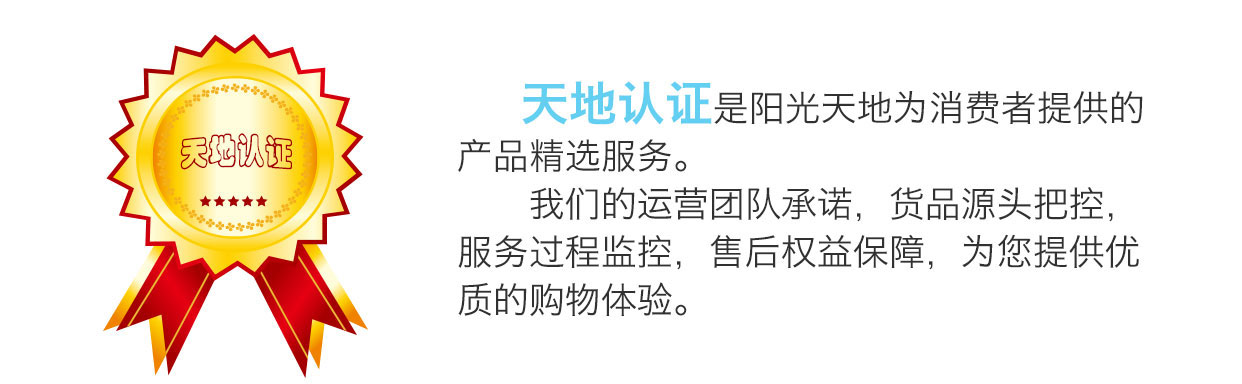 天地认证
★★★★★
天地认证是阳光天地为消费者提供的
产品精选服务。
我们的运营团队承诺，货品源头把控，
服务过程监控，售后权益保障，为您提供优
质的购物体验。